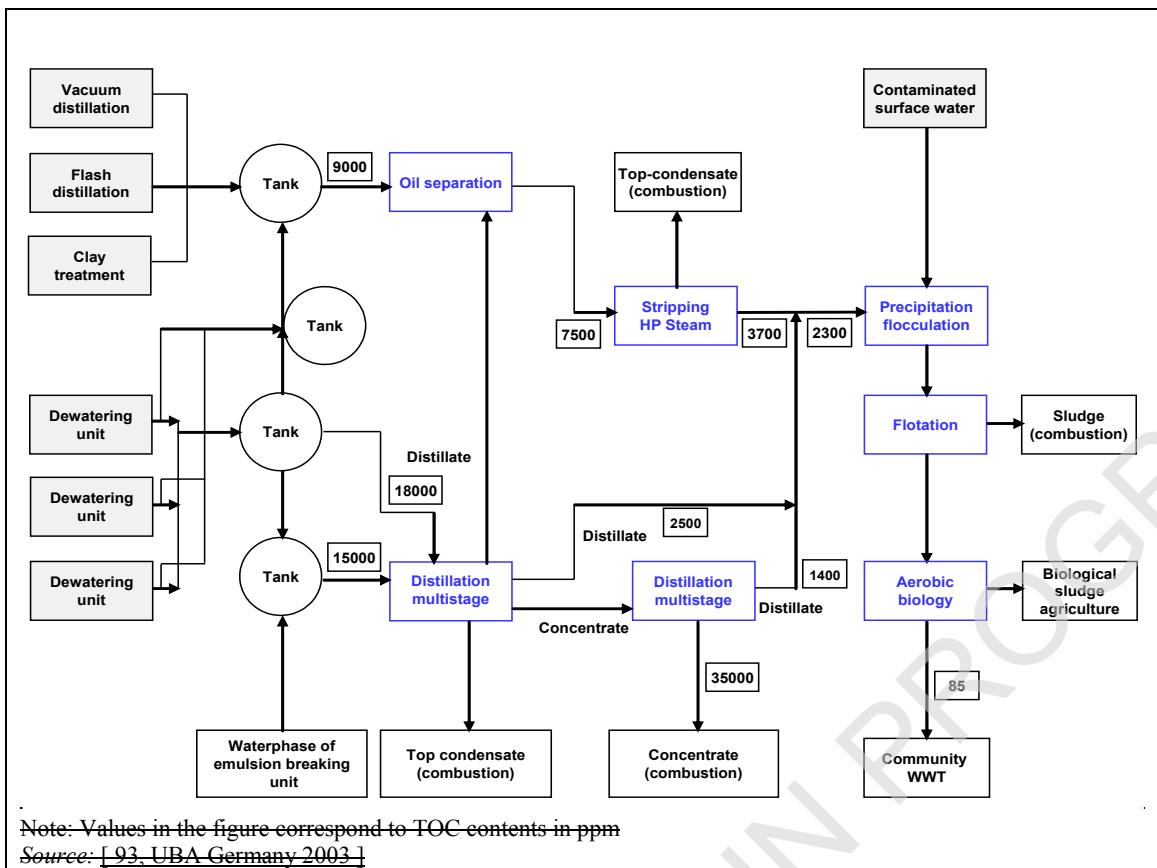 Vacuum
distillation
Flash
distillation
Clay
treatment
Tank
9000
Oil separation
Top-condensate
(combustion)
Contaminated
surface water
Tank
7500
Stripping
HP Steam
3700
2300
Precipitation
flocculation
Dewatering
unit
Dewatering
unit
Dewatering
unit
Tank
Distillate
18000
Flotation
Sludge
(combustion)
2500
Distillate
Tank
15000
Distillation
multistage
Concentrate
Distillation
multistage
1400
Distillate
Aerobic
biology
Biological
sludge
agriculture
35000
85
Waterphase of
emulsion breaking
unit
Top condensate
(combustion)
Concentrate
(combustion)
Community
WWT
.
.
Note: Values in the figure correspond to TOC contents in ppm
Source: [ 93, UBA Germany 2003 ]
IN PROGR